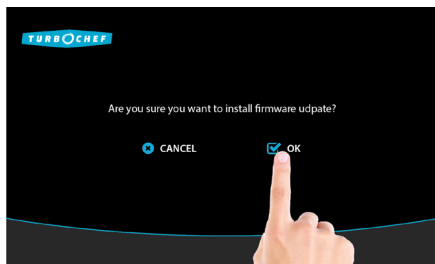 TURBOCHEF
Are you sure you want to install firmware udpate?
CANCEL OK